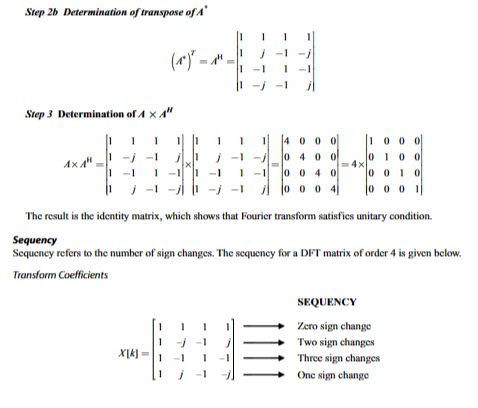 Step 2b Determination of transpose of A*
(A*)^T = A^H = [1 1 1 1
1 j -1 -j
1 -1 1 -1
1 -j -1 j]
Step 3 Determination of A × A^H
A×A^H = [1 1 1 1] × [1 1 1 1] = [4 0 0 0] = 4× [1 0 0 0]
[1 -j -1 j] [1 j -1 -j] [0 4 0 0] [0 1 0 0]
[1 -1 1 -1] [1 -1 1 -1] [0 0 4 0] [0 0 1 0]
[1 j -1 -j] [1 -j -1 j] [0 0 0 4] [0 0 0 1]
The result is the identity matrix, which shows that Fourier transform satisfies unitary condition.
Sequency
Sequency refers to the number of sign changes. The sequency for a DFT matrix of order 4 is given below.
Transform Coefficients
SEQUENCY
1 1 1 1 → Zero sign change
1 -j -1 j → Two sign changes
X[k] = 1 -1 1 -1 → Three sign changes
1 j -1 -j → One sign change